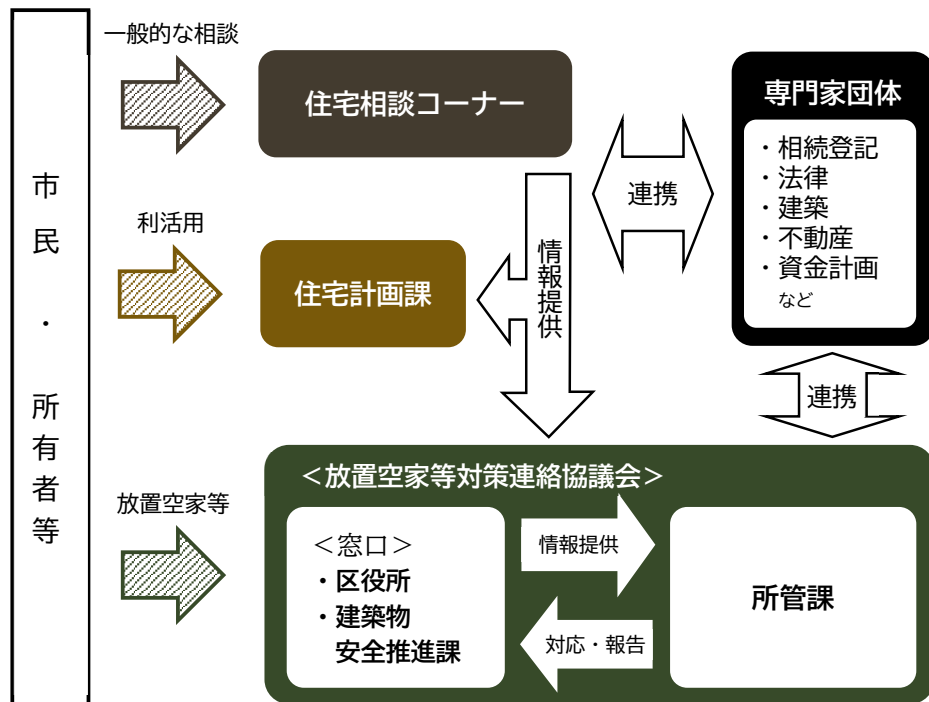 市民・所有者等
一般的な相談
住宅相談コーナー
利活用
住宅計画課
情報提供
連携
専門家団体
・相続登記
・法律
・建築
・不動産
・資金計画
など
連携
放置空家等
＜放置空家等対策連絡協議会＞
＜窓口＞
・区役所
・建築物
安全推進課
情報提供
対応・報告
所管課